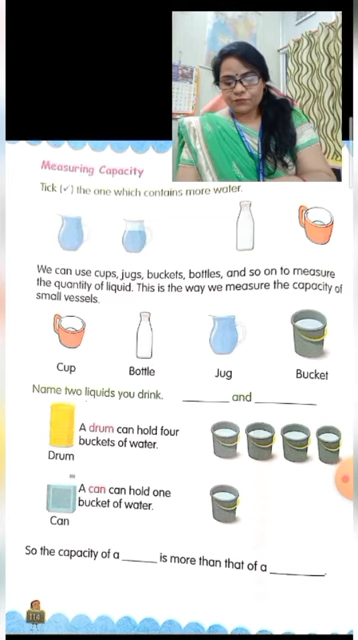 Measuring Capacity
Tick (✓) the one which contains more water.
We can use cups, jugs, buckets, bottles, and so on to measure
the quantity of liquid. This is the way we measure the capacity of
small vessels.
Cup Bottle Jug Bucket
Name two liquids you drink. ________ and ________
A drum can hold four
buckets of water.
Drum
A can can hold one
bucket of water.
Can
So the capacity of a ______ is more than that of a ________.